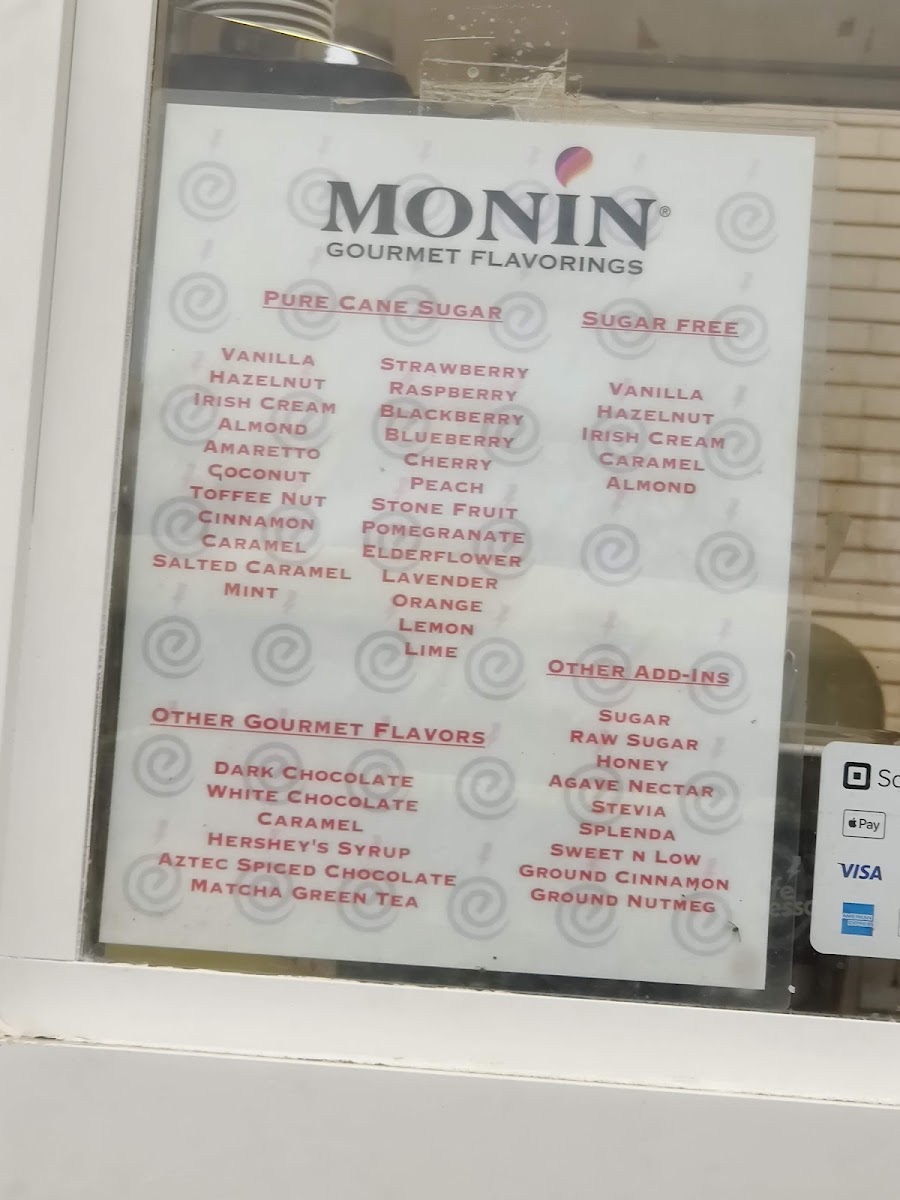 MONIN®
GOURMET FLAVORINGS
PURE CANE SUGAR
VANILLA
HAZELNUT
IRISH CREAM
ALMOND
AMARETTO
COCONUT
TOFFEE NUT
CINNAMON
CARAMEL
SALTED CARAMEL
MINT
STRAWBERRY
RASPBERRY
BLACKBERRY
BLUEBERRY
CHERRY
PEACH
STONE FRUIT
POMEGRANATE
ELDERFLOWER
LAVENDER
ORANGE
LEMON
LIME
SUGAR FREE
VANILLA
HAZELNUT
IRISH CREAM
CARAMEL
ALMOND
OTHER GOURMET FLAVORS
DARK CHOCOLATE
WHITE CHOCOLATE
CARAMEL
HERSHEY'S SYRUP
AZTEC SPICED CHOCOLATE
MATCHA GREEN TEA
OTHER ADD-INS
SUGAR
RAW SUGAR
HONEY
AGAVE NECTAR
STEVIA
SPLENDA
SWEET N LOW
GROUND CINNAMON
GROUND NUTMEG
Pay
VISA
AMERICAN EXPRESS